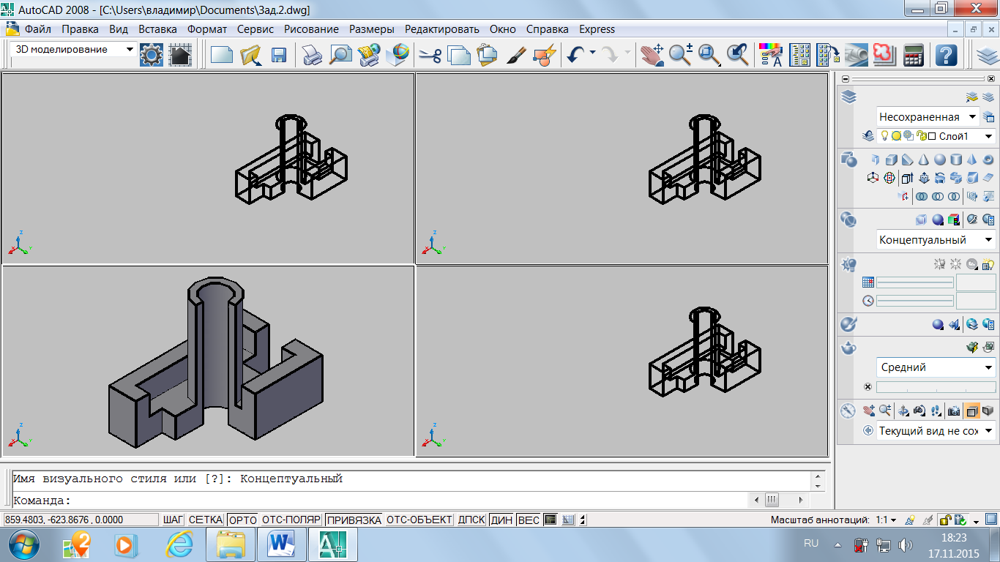 AutoCAD 2008 - [C:\Users\владимир\Documents\Зад.2.dwg]
Файл Правка Вид Вставка Формат Сервис Рисование Размеры Редактировать Окно Справка Express
3D моделирование
Несохраненная
Слой1
Концептуальный
Средний
Текущий вид не сох
Z
X
Y
Z
X
Y
Z
X
Y
Z
X
Y
Имя визуального стиля или [?]: Концептуальный
Команда:
859.4803, -623.8676 , 0.0000 ШАГ СЕТКА ОРТО ОТС-ПОЛЯР ПРИВЯЗКА ОТС-ОБЪЕКТ ДПСК ДИН ВЕС Масштаб аннотаций: 1:1
RU
18:23
17.11.2015